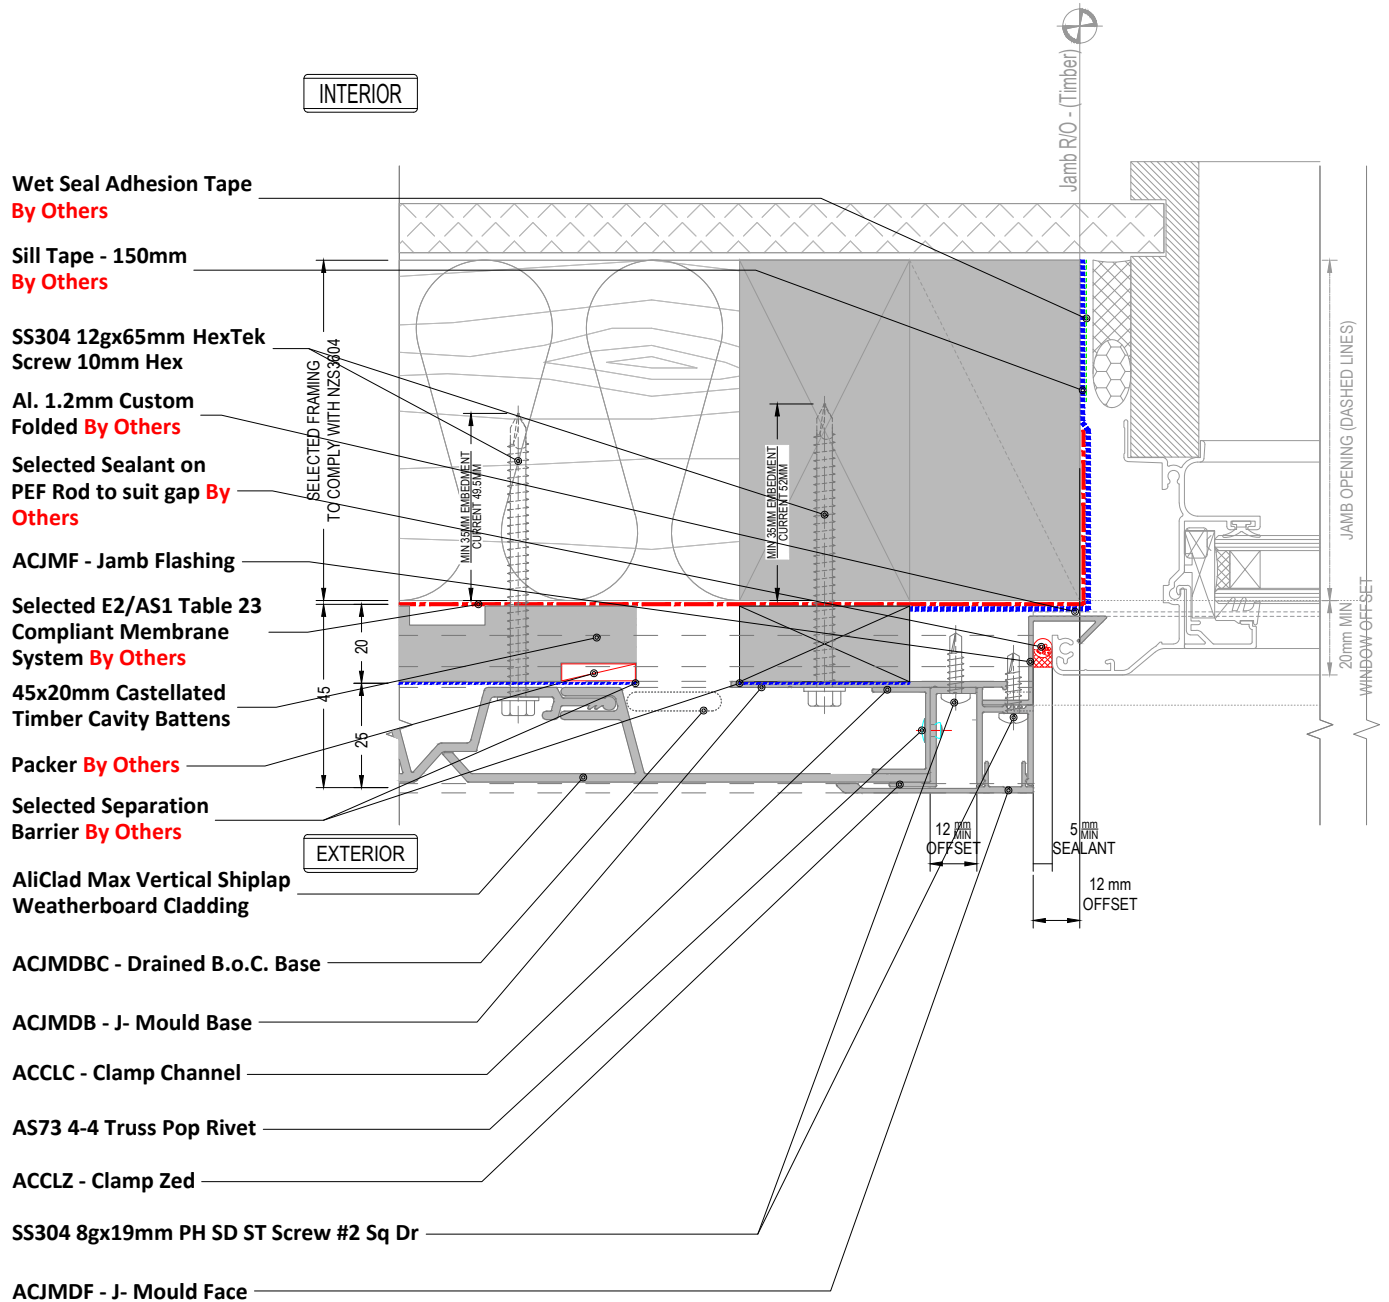 INTERIOR
Jamb R/O - (Timber)
Wet Seal Adhesion Tape
By Others
Sill Tape - 150mm
By Others
SS304 12gx65mm HexTek
Screw 10mm Hex
Al. 1.2mm Custom
Folded By Others
Selected Sealant on
PEF Rod to suit gap By
Others
ACJMF - Jamb Flashing
Selected E2/AS1 Table 23
Compliant Membrane
System By Others
45x20mm Castellated
Timber Cavity Battens
Packer By Others
Selected Separation
Barrier By Others
AliClad Max Vertical Shiplap
Weatherboard Cladding
ACJMDBC - Drained B.o.C. Base
ACJMDB - J- Mould Base
ACCLC - Clamp Channel
AS73 4-4 Truss Pop Rivet
ACCLZ - Clamp Zed
SS304 8gx19mm PH SD ST Screw #2 Sq Dr
ACJMDF - J- Mould Face
SELECTED FRAMING
TO COMPLY WITH NZS3604
MIN 35MM EMBEDMENT
CURRENT 49.5MM
MIN 35MM EMBEDMENT
CURRENT 52MM
20
45
25
EXTERIOR
12 mm MIN
OFFSET
5 mm MIN
SEALANT
12 mm
OFFSET
JAMB OPENING (DASHED LINES)
20mm MIN
WINDOW OFFSET